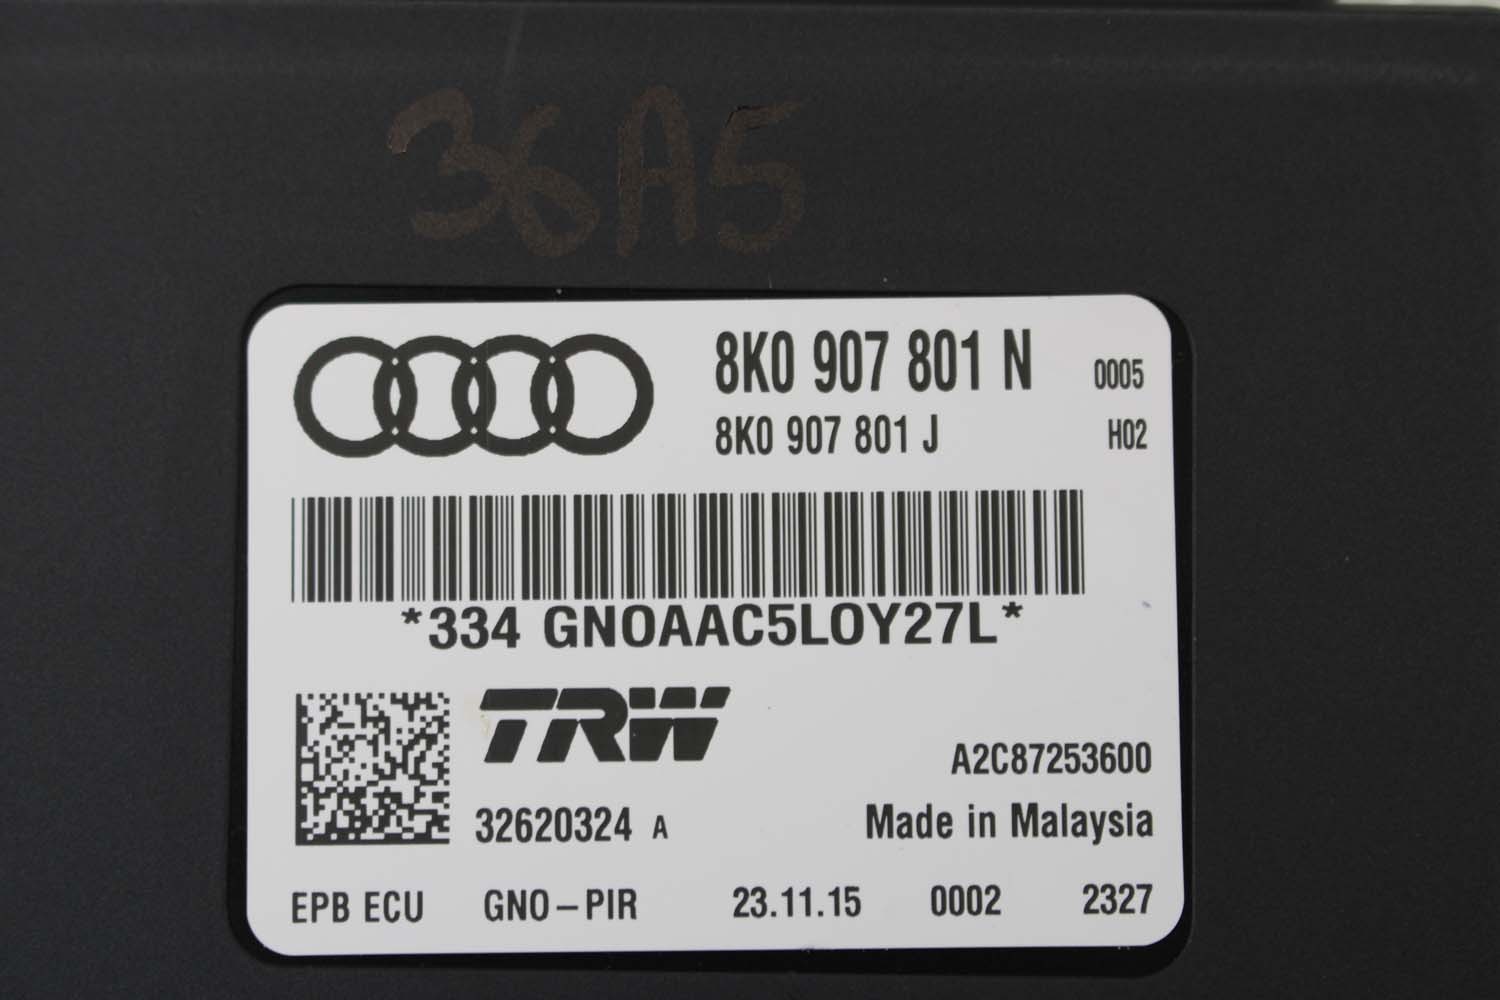 36A5
8K0 907 801 N 0005
8K0 907 801 J H02
*334 GNOAAC5LOY27L*
TRW
A2C87253600
32620324 A Made in Malaysia
EPB ECU GNO-PIR 23.11.15 0002 2327